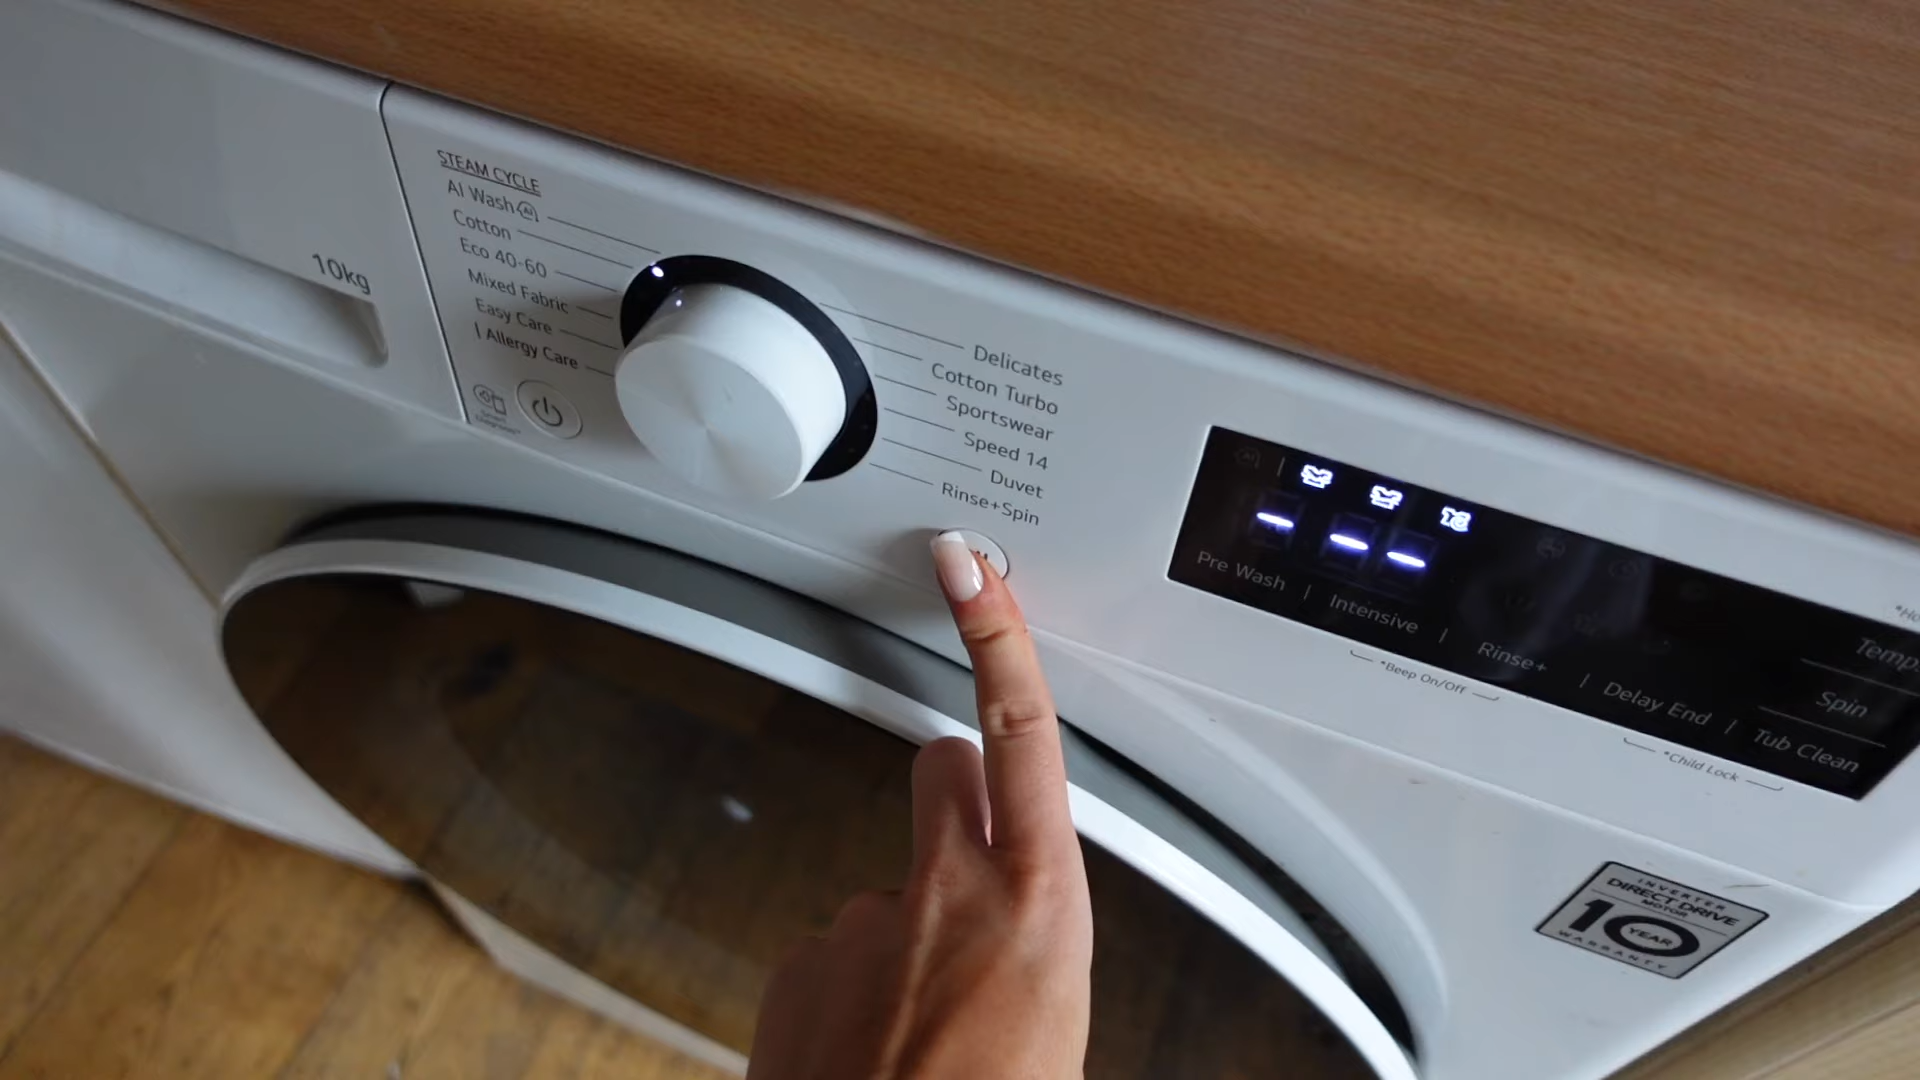 10kg
STEAM CYCLE
AI Wash
Cotton
Eco 40-60
Mixed Fabric
Easy Care
| Allergy Care
Delicates
Cotton Turbo
Sportswear
Speed 14
Duvet
Rinse+Spin
Pre Wash | Intensive | Rinse+ | Delay End | Tub Clean
*Beep On/Off
*Child Lock
Temp.
Spin
INVERTER
DIRECT DRIVE
MOTOR
10 YEAR
WARRANTY